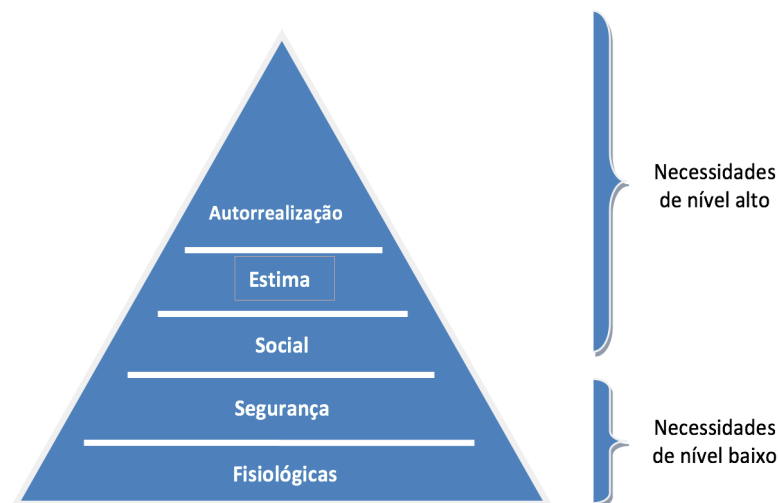 Autorrealização
Estima
Social
Segurança
Fisiológicas
Necessidades
de nível alto
Necessidades
de nível baixo